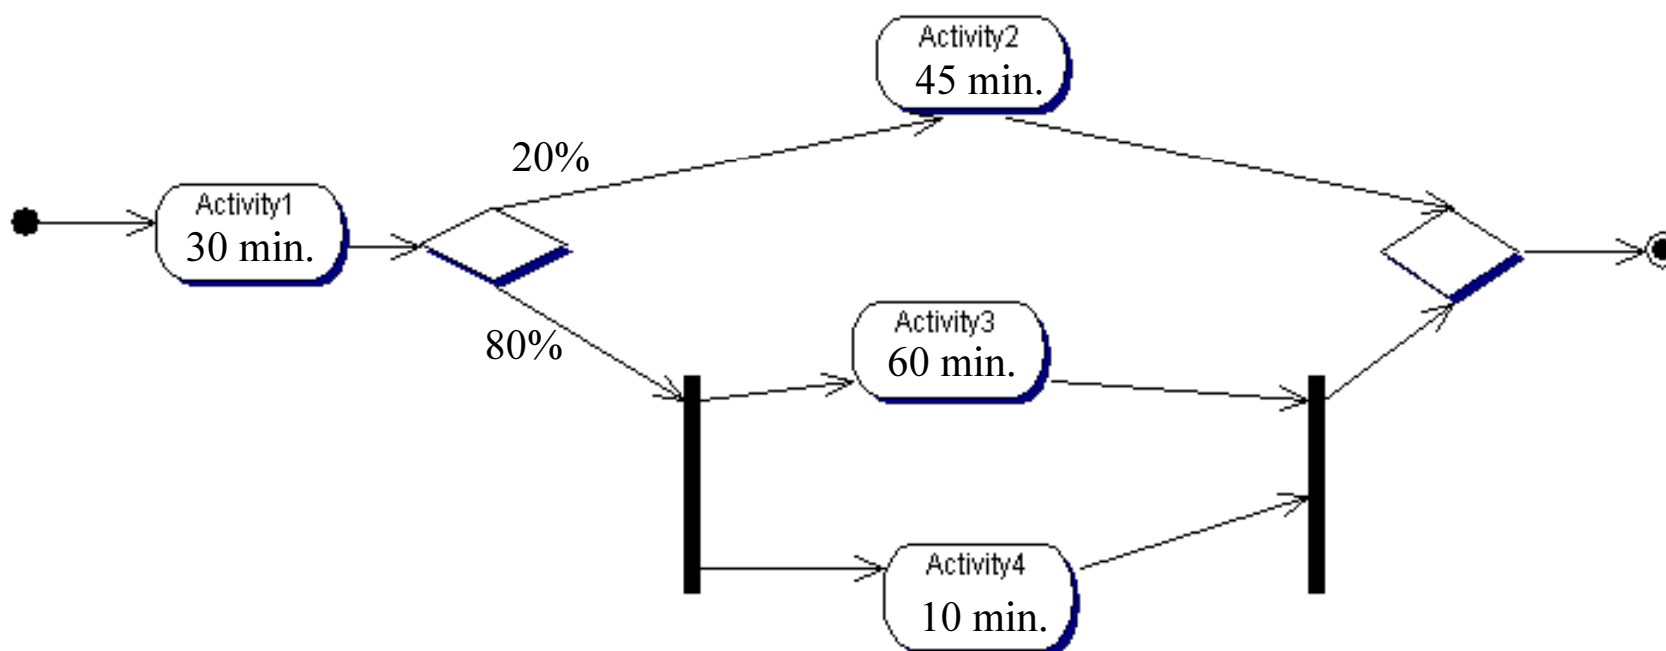 Activity2
45 min.
20%
Activity1
30 min.
80%
Activity3
60 min.
Activity4
10 min.